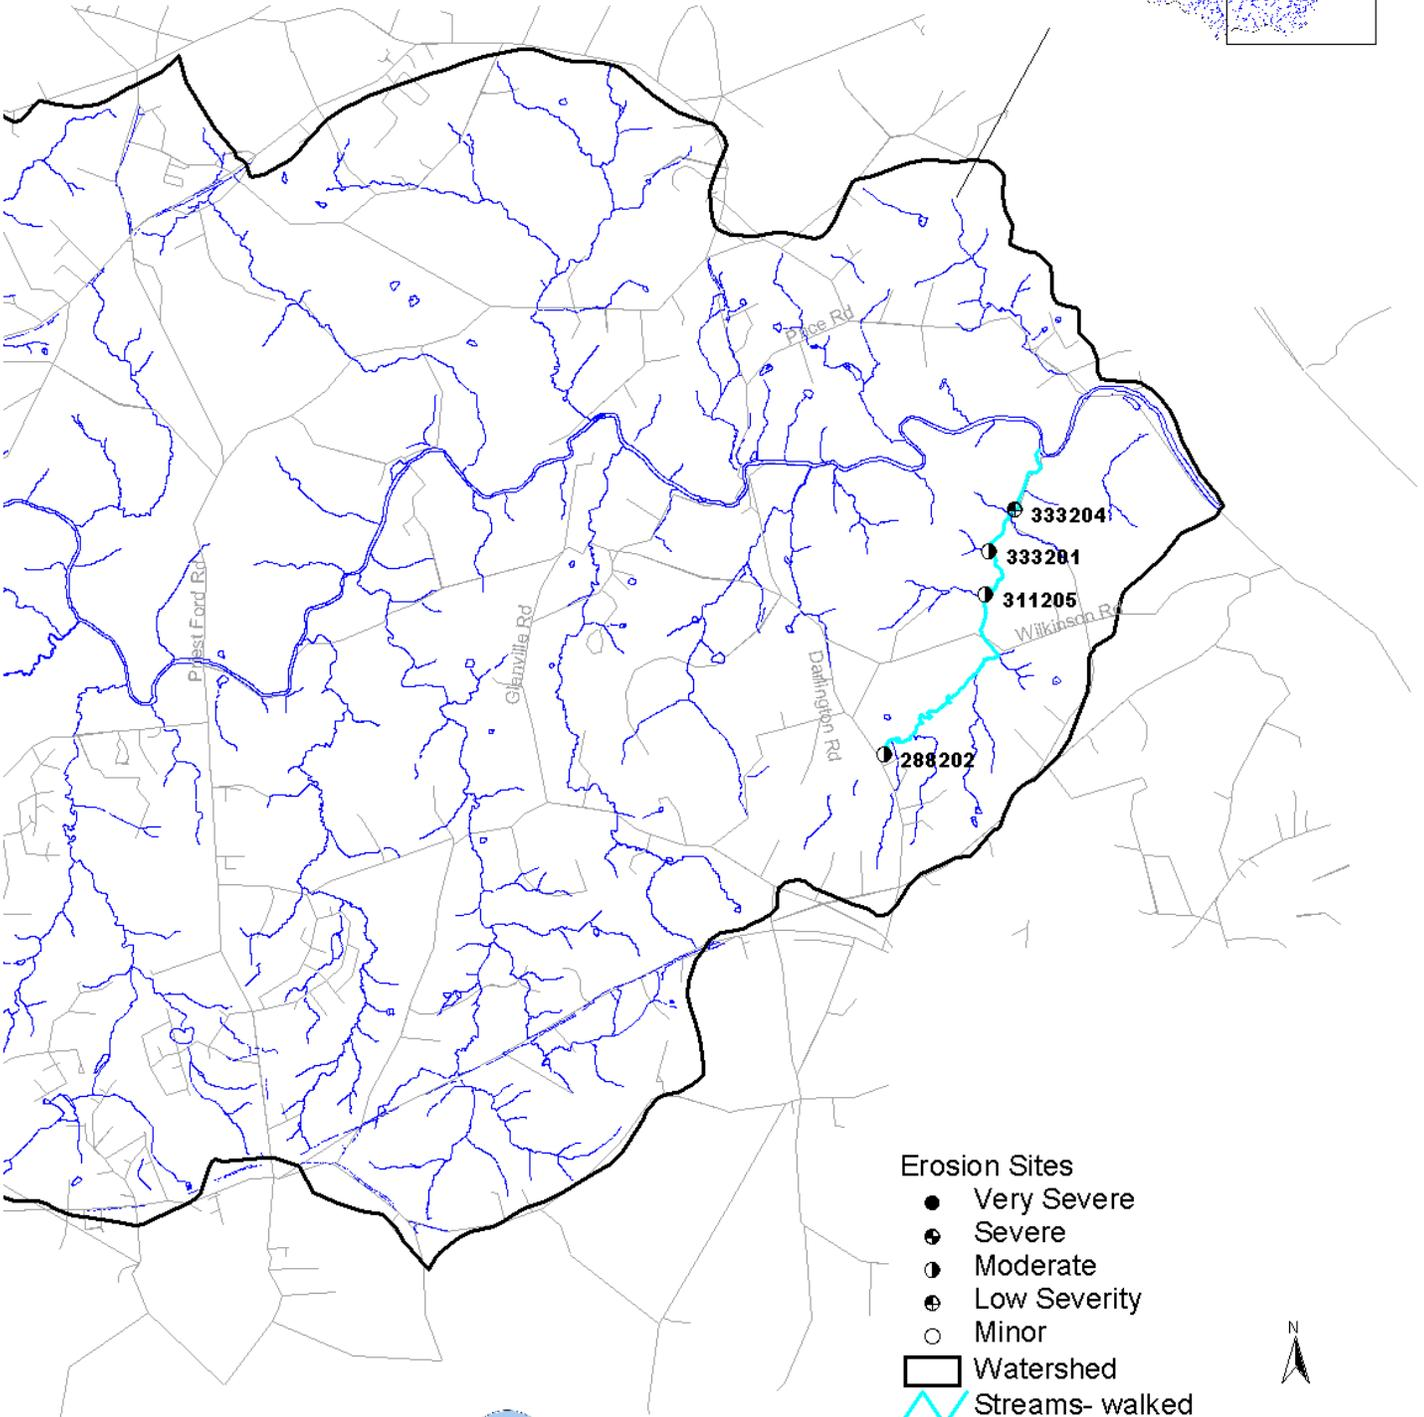 Price Rd
333204
333201
311205
Wilkinson Rd
Priest Ford Rd
Glanville Rd
Darlington Rd
288202
Erosion Sites
Very Severe
Severe
Moderate
Low Severity
Minor
Watershed
Streams- walked
N